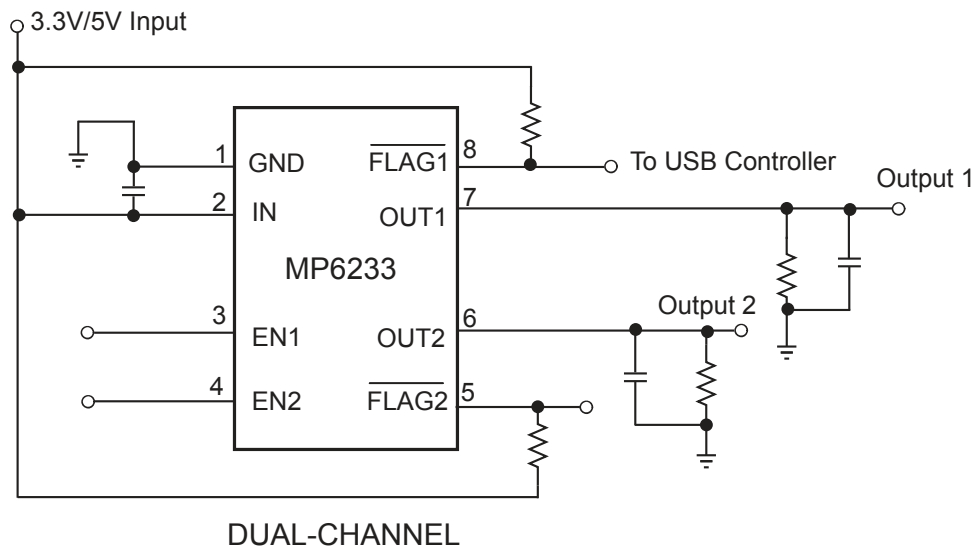 3.3V/5V Input
1 GND
2 IN
MP6233
3 EN1
4 EN2
FLAG1 8
To USB Controller
OUT1 7
Output 1
OUT2 6
Output 2
FLAG2 5
DUAL-CHANNEL